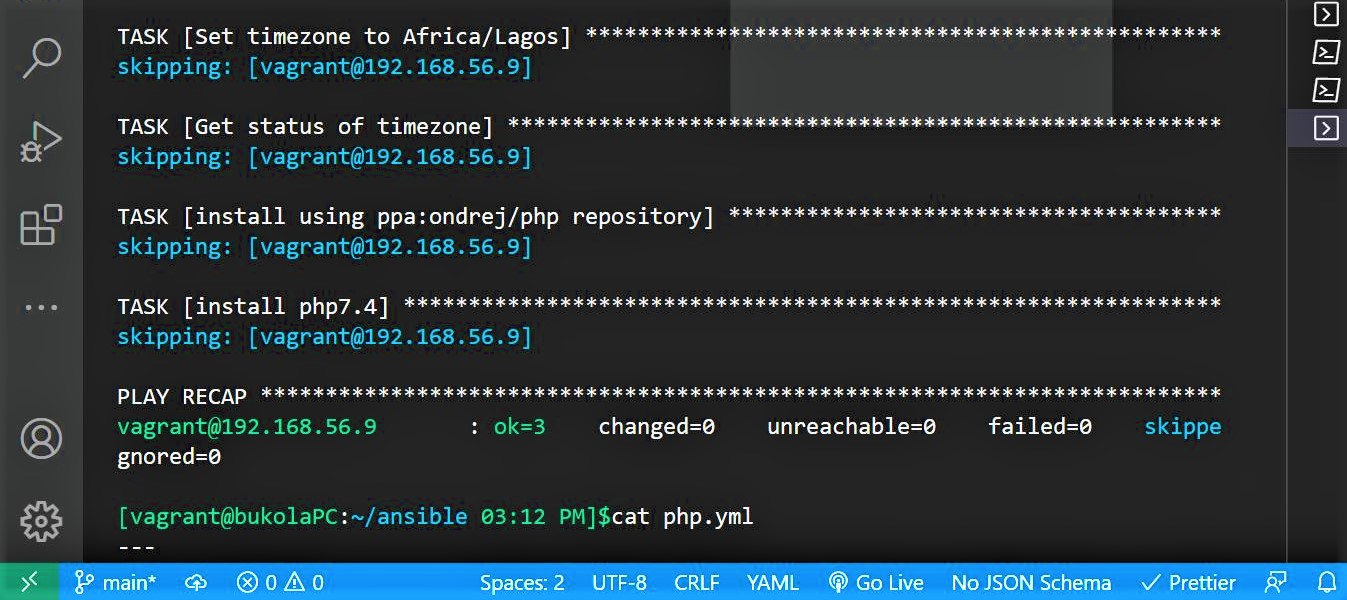 TASK [Set timezone to Africa/Lagos] *************************************************
skipping: [vagrant@192.168.56.9]
TASK [Get status of timezone] *******************************************************
skipping: [vagrant@192.168.56.9]
TASK [install using ppa:ondrej/php repository] **************************************
skipping: [vagrant@192.168.56.9]
TASK [install php7.4] ***************************************************************
skipping: [vagrant@192.168.56.9]
PLAY RECAP **************************************************************************
vagrant@192.168.56.9 : ok=3 changed=0 unreachable=0 failed=0 skippe
gnored=0
[vagrant@bukolaPC:~/ansible 03:12 PM]$cat php.yml
---
main* 0 0 Spaces: 2 UTF-8 CRLF YAML Go Live No JSON Schema Prettier